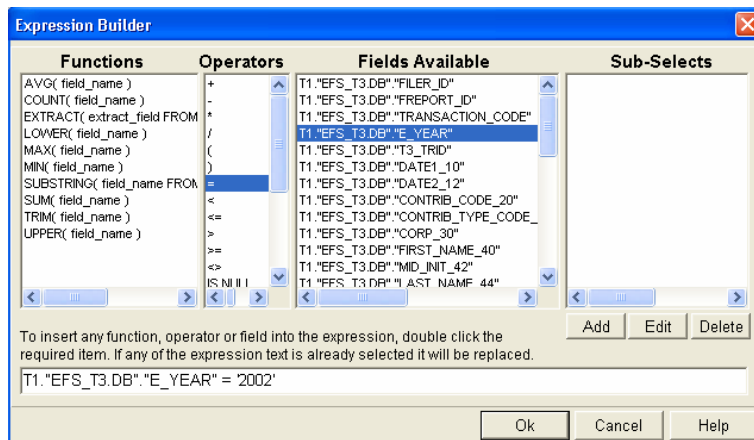 Expression Builder
Functions
AVG( field_name )
COUNT( field_name )
EXTRACT( extract_field FROM
LOWER( field_name )
MAX( field_name )
MIN( field_name )
SUBSTRING( field_name FROM
SUM( field_name )
TRIM( field_name )
UPPER( field_name )
Operators
+
-
*
/
(
)
=
<
<=
>
>=
<>
IS NULL
Fields Available
T1."EFS_T3.DB"."FILER_ID"
T1."EFS_T3.DB"."FREPORT_ID"
T1."EFS_T3.DB"."TRANSACTION_CODE"
T1."EFS_T3.DB"."E_YEAR"
T1."EFS_T3.DB"."T3_TRID"
T1."EFS_T3.DB"."DATE1_10"
T1."EFS_T3.DB"."DATE2_12"
T1."EFS_T3.DB"."CONTRIB_CODE_20"
T1."EFS_T3.DB"."CONTRIB_TYPE_CODE_
T1."EFS_T3.DB"."CORP_30"
T1."EFS_T3.DB"."FIRST_NAME_40"
T1."EFS_T3.DB"."MID_INIT_42"
T1."EFS_T3.DB"."LAST_NAME_44"
Sub-Selects
Add
Edit
Delete
To insert any function, operator or field into the expression, double click the
required item. If any of the expression text is already selected it will be replaced.
T1."EFS_T3.DB"."E_YEAR" = '2002'
Ok
Cancel
Help